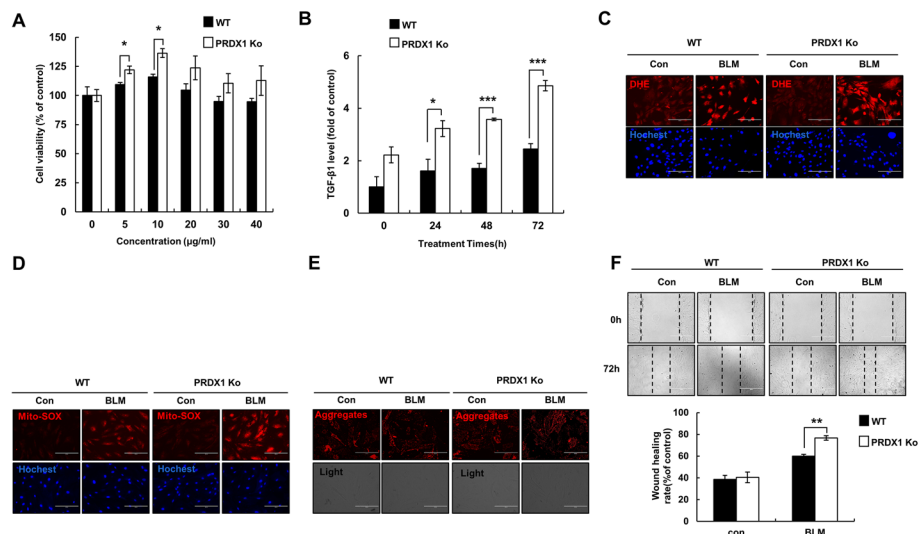 A
WT
PRDX1 Ko
Cell viability (% of control)
150
125
100
75
50
25
0
*
*
0 5 10 20 30 40
Concentration (μg/ml)
B
WT
PRDX1 Ko
TGF-β1 level (fold of control)
6
4
2
0
*
***
***
0 24 48 72
Treatment Times(h)
C
WT PRDX1 Ko
Con BLM Con BLM
DHE DHE
Hochest Hochest
D
WT PRDX1 Ko
Con BLM Con BLM
Mito-SOX Mito-SOX
Hochest Hochest
E
WT PRDX1 Ko
Con BLM Con BLM
Aggregates Aggregates
Light Light
F
WT PRDX1 Ko
Con BLM Con BLM
0h
72h
Wound healing
rate(%of control)
100
80
60
40
20
0
**
WT
PRDX1 Ko
con BLM